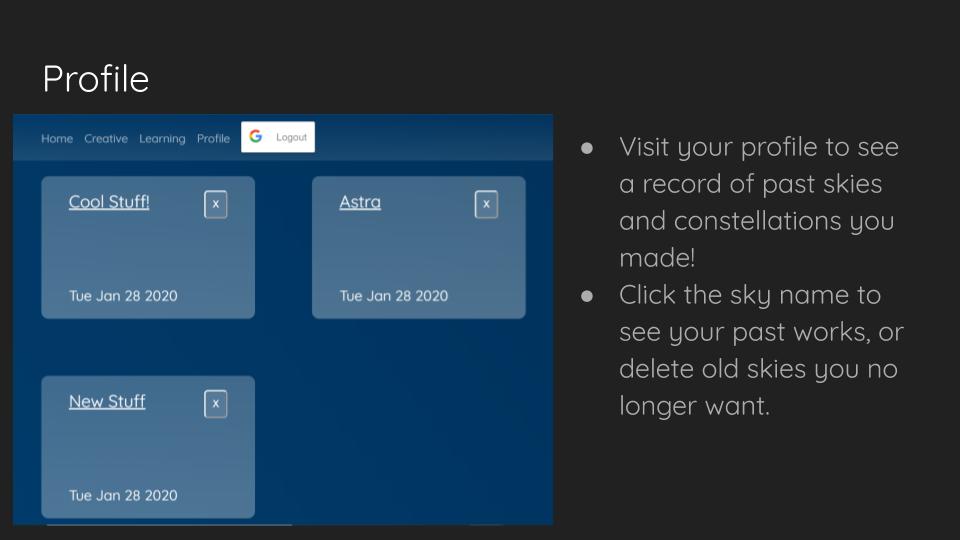 Profile
Home Creative Learning Profile Logout
Cool Stuff! x
Astra x
Tue Jan 28 2020
Tue Jan 28 2020
New Stuff x
Tue Jan 28 2020
● Visit your profile to see
a record of past skies
and constellations you
made!
● Click the sky name to
see your past works, or
delete old skies you no
longer want.